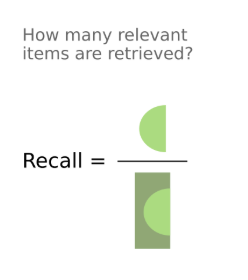 How many relevant
items are retrieved?
Recall =